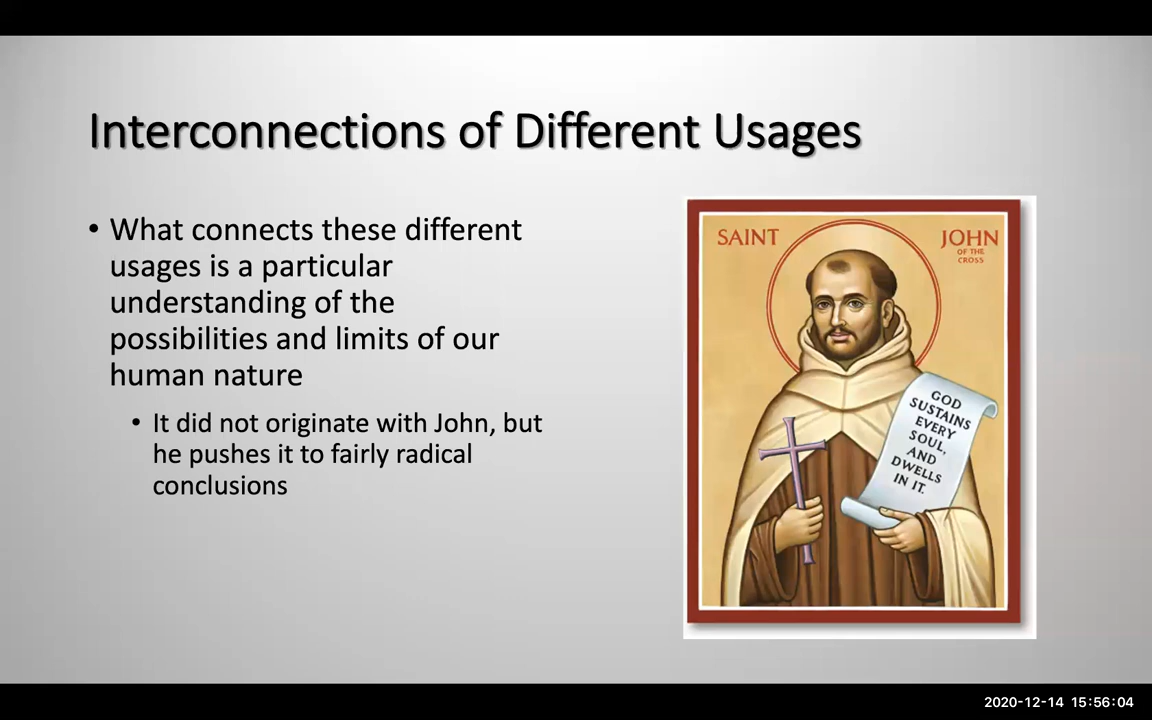 Interconnections of Different Usages
• What connects these different
usages is a particular
understanding of the
possibilities and limits of our
human nature
• It did not originate with John, but
he pushes it to fairly radical
conclusions
SAINT
JOHN
OF THE
CROSS
GOD
SUSTAINS
EVERY
SOUL,
AND
DWELLS
IN IT.
2020-12-14 15:56:04